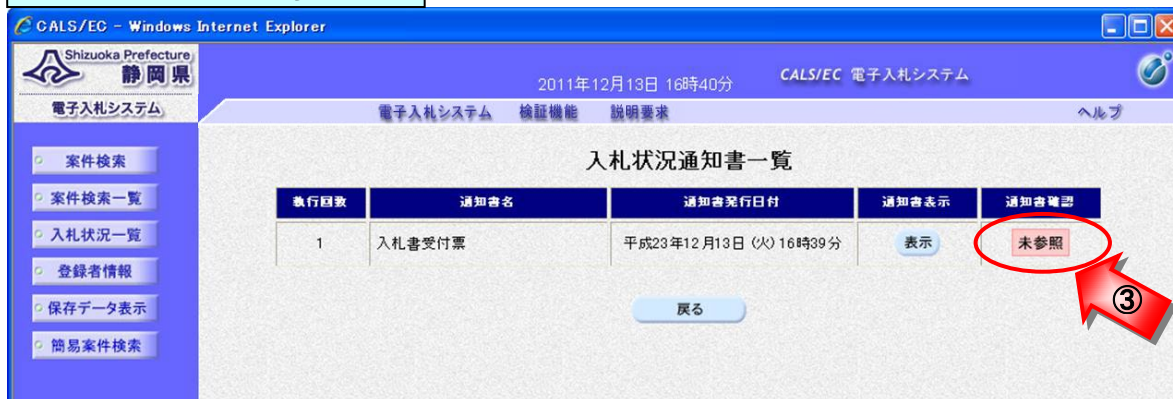 CALS/EC - Windows Internet Explorer
Shizuoka Prefecture
静岡県
電子入札システム
2011年12月13日 16時40分
CALS/EC 電子入札システム
電子入札システム 検証機能 説明要求 ヘルプ
案件検索
案件検索一覧
入札状況一覧
登録者情報
保存データ表示
簡易案件検索
入札状況通知書一覧
執行回数 通知書名 通知書発行日付 通知書表示 通知書確認
1 入札書受付票 平成23年12月13日 (火) 16時39分 表示 未参照
戻る
③